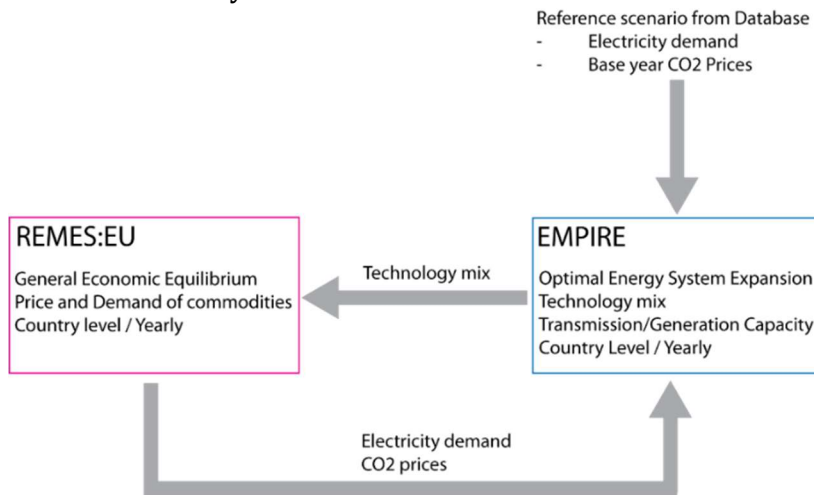 Reference scenario from Database
- Electricity demand
- Base year CO2 Prices
REMES:EU
General Economic Equilibrium
Price and Demand of commodities
Country level / Yearly
Technology mix
EMPIRE
Optimal Energy System Expansion
Technology mix
Transmission/Generation Capacity
Country Level / Yearly
Electricity demand
CO2 prices